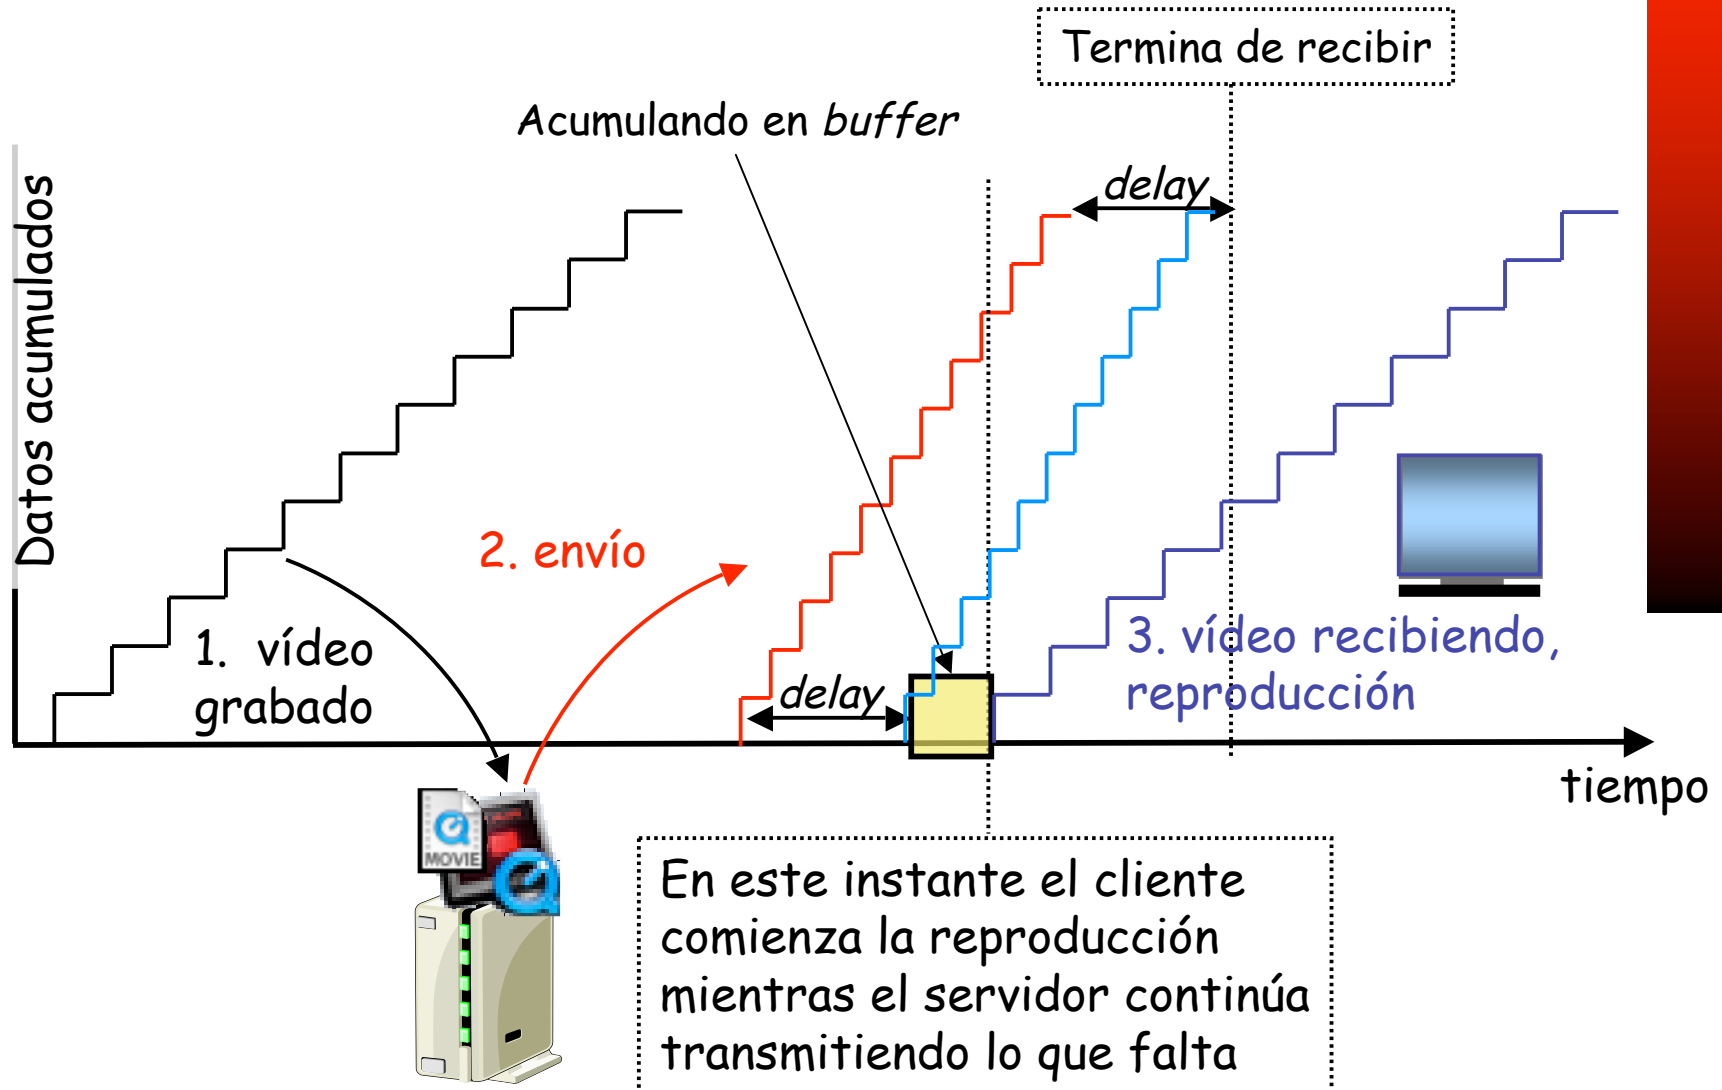 Termina de recibir
Acumulando en buffer
delay
Datos acumulados
2. envío
1. vídeo
grabado
delay
3. vídeo recibiendo,
reproducción
tiempo
MOVIE
En este instante el cliente
comienza la reproducción
mientras el servidor continúa
transmitiendo lo que falta